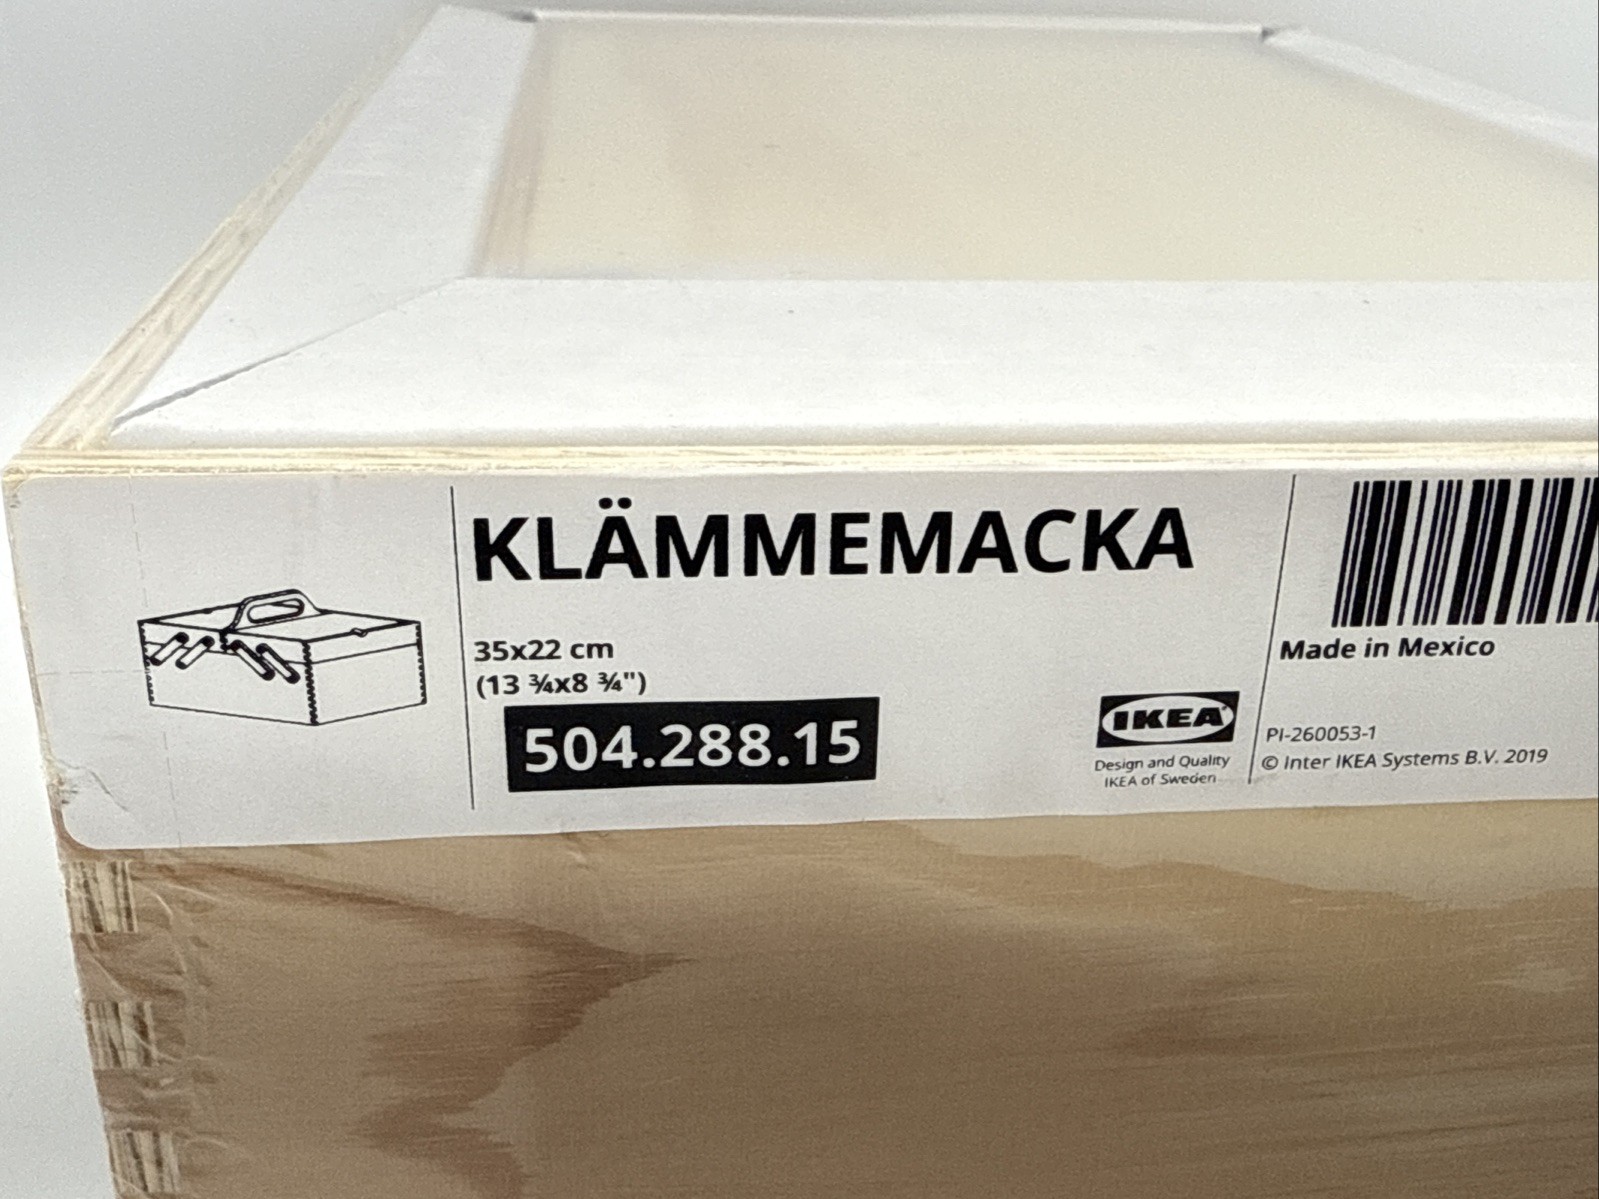 KLÄMMEMACKA
35x22 cm
(13 ¾x8 ¾")
504.288.15
IKEA
Design and Quality
IKEA of Sweden
Made in Mexico
PI-260053-1
© Inter IKEA Systems B.V. 2019